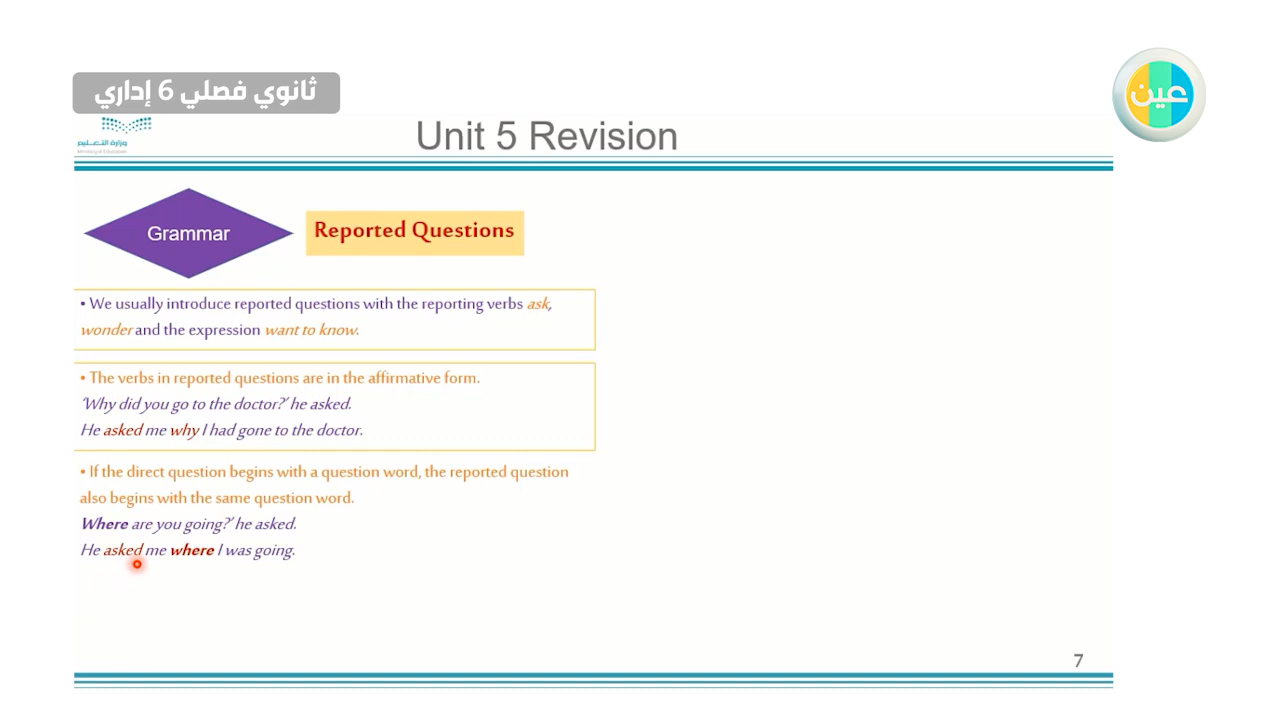 ثانوي فصلي 6 إداري
عين
وزارة التعليم
Ministry of Education
Unit 5 Revision
Grammar
Reported Questions
• We usually introduce reported questions with the reporting verbs ask,
wonder and the expression want to know.
• The verbs in reported questions are in the affirmative form.
‘Why did you go to the doctor?’ he asked.
He asked me why I had gone to the doctor.
• If the direct question begins with a question word, the reported question
also begins with the same question word.
Where are you going?’ he asked.
He asked me where I was going.
7